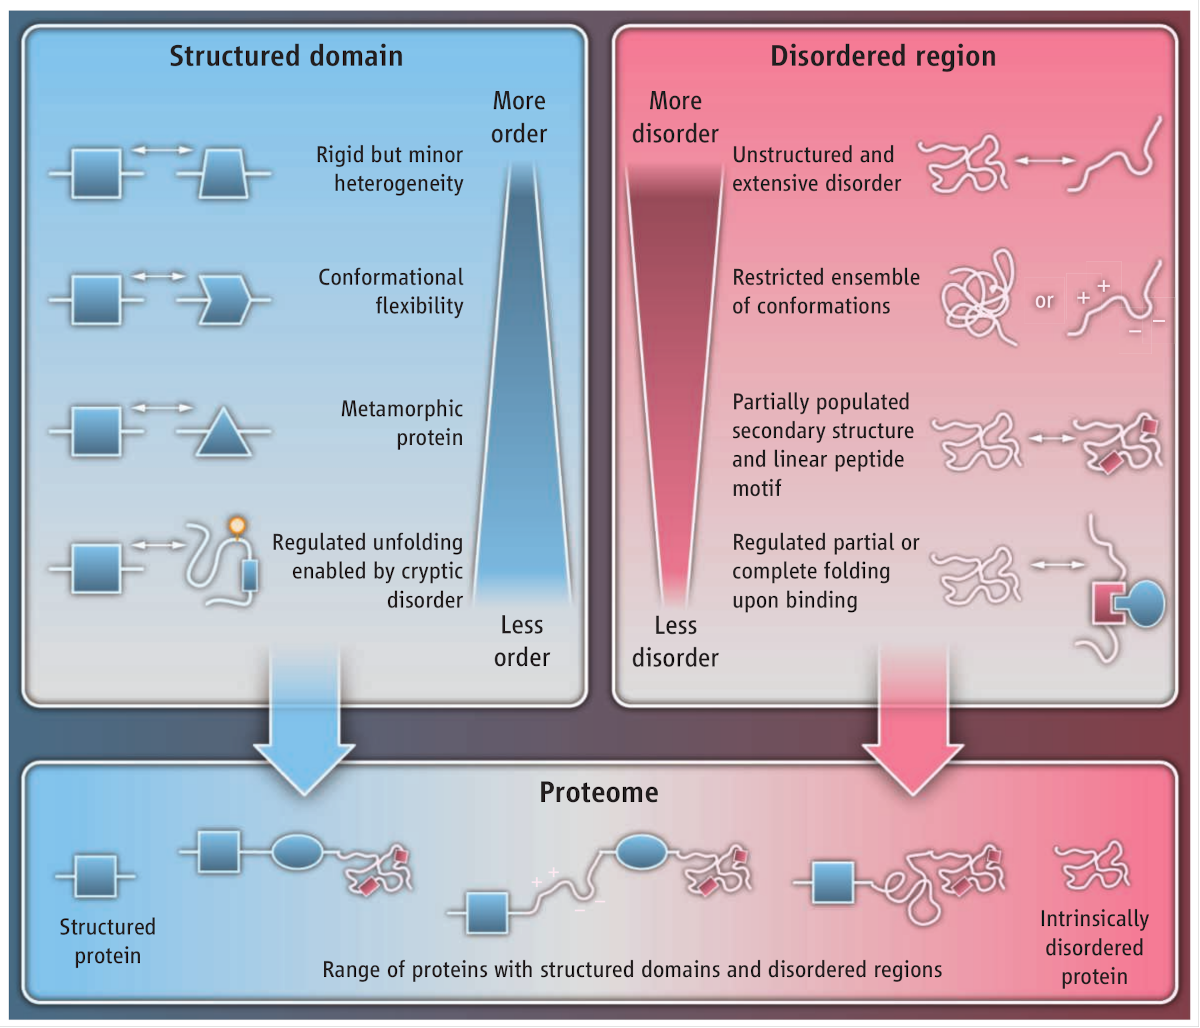 Structured domain
More
order
Rigid but minor
heterogeneity
Conformational
flexibility
Metamorphic
protein
Regulated unfolding
enabled by cryptic
disorder
Less
order
Disordered region
More
disorder
Unstructured and
extensive disorder
Restricted ensemble
of conformations
or
+ +
– –
Partially populated
secondary structure
and linear peptide
motif
Regulated partial or
complete folding
upon binding
Less
disorder
Proteome
+ +
– –
Structured
protein
Range of proteins with structured domains and disordered regions
Intrinsically
disordered
protein